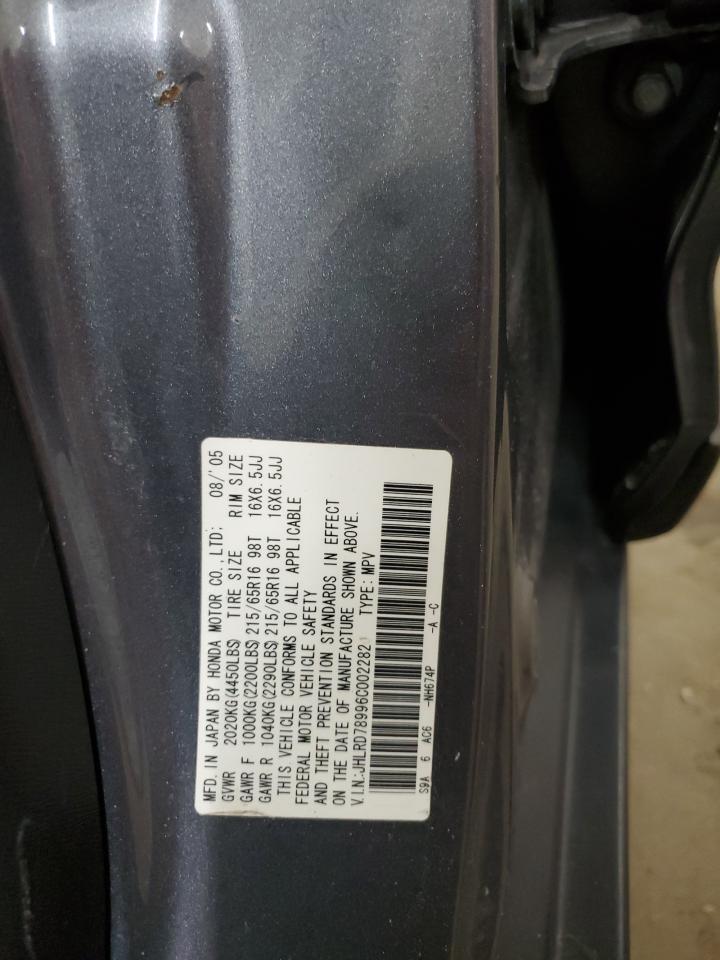 MFD. IN JAPAN BY HONDA MOTOR CO., LTD; 08/'05
GVWR 2020KG(4450LBS) TIRE SIZE RIM SIZE
GAWR F 1000KG(2200LBS) 215/65R16 98T 16X6.5JJ
GAWR R 1040KG(2290LBS) 215/65R16 98T 16X6.5JJ
THIS VEHICLE CONFORMS TO ALL APPLICABLE
FEDERAL MOTOR VEHICLE SAFETY
AND THEFT PREVENTION STANDARDS IN EFFECT
ON THE DATE OF MANUFACTURE SHOWN ABOVE.
V.I.N.:JHLRD78996C002282 TYPE: MPV
S9A 6 AC6 -NH674P -A -C